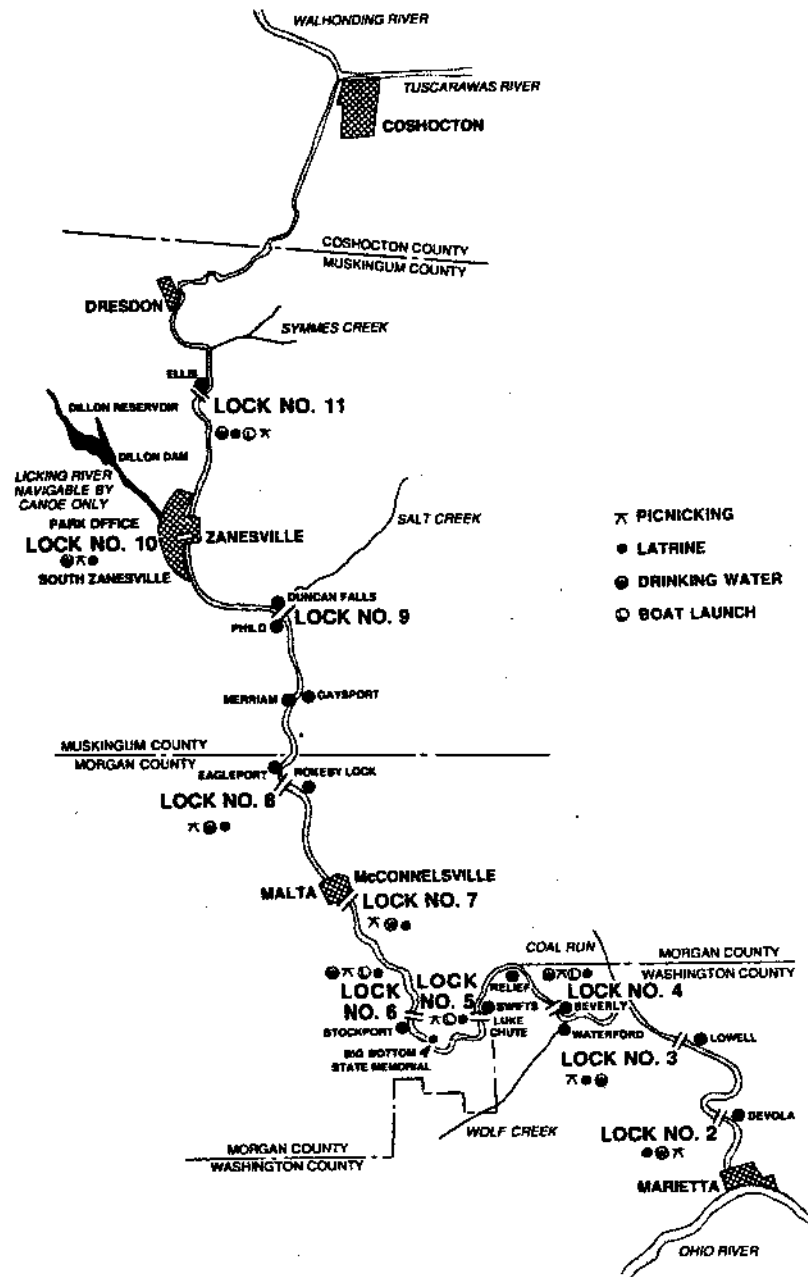 WALHONDING RIVER
TUSCARAWAS RIVER
COSHOCTON
COSHOCTON COUNTY
MUSKINGUM COUNTY
DRESDON
SYMMES CREEK
ELLIS
LOCK NO. 11
DILLON RESERVOIR
DILLON DAM
LICKING RIVER
NAVIGABLE BY
CANOE ONLY
PARK OFFICE
LOCK NO. 10
ZANESVILLE
SOUTH ZANESVILLE
SALT CREEK
PICNICKING
LATRINE
DRINKING WATER
BOAT LAUNCH
DUNCAN FALLS
LOCK NO. 9
PHILO
MERRIAM
GAYSPORT
MUSKINGUM COUNTY
MORGAN COUNTY
EAGLEPORT
ROKEBY LOCK
LOCK NO. 8
McCONNELSVILLE
MALTA
LOCK NO. 7
COAL RUN
MORGAN COUNTY
WASHINGTON COUNTY
LOCK
NO. 6
LOCK
NO. 5
RELIEF
SWIFTS
LUKE
CHUTE
LOCK NO. 4
BEVERLY
STOCKPORT
BIG BOTTOM
STATE MEMORIAL
WATERFORD
LOWELL
LOCK NO. 3
WOLF CREEK
DEVOLA
LOCK NO. 2
MORGAN COUNTY
WASHINGTON COUNTY
MARIETTA
OHIO RIVER